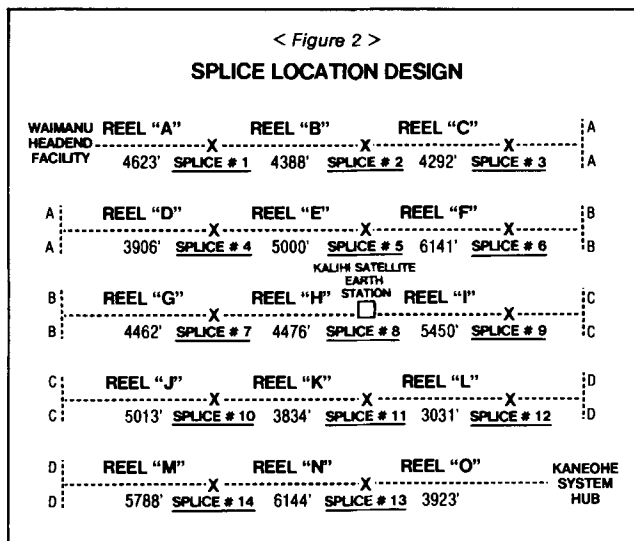 < Figure 2 >
SPLICE LOCATION DESIGN
WAIMANU HEADEND FACILITY
REEL "A" REEL "B" REEL "C"
X X X
A
A
4623' SPLICE # 1 4388' SPLICE # 2 4292' SPLICE # 3
A
A
REEL "D" REEL "E" REEL "F"
X X X
B
B
3906' SPLICE # 4 5000' SPLICE # 5 6141' SPLICE # 6
KALIHI SATELLITE
EARTH
STATION
B
B
REEL "G" REEL "H" REEL "I"
X X
C
C
4462' SPLICE # 7 4476' SPLICE # 8 5450' SPLICE # 9
C
C
REEL "J" REEL "K" REEL "L"
X X X
D
D
5013' SPLICE # 10 3834' SPLICE # 11 3031' SPLICE # 12
D
D
REEL "M" REEL "N" REEL "O"
X X
KANEOHE
SYSTEM
HUB
5788' SPLICE # 14 6144' SPLICE # 13 3923'